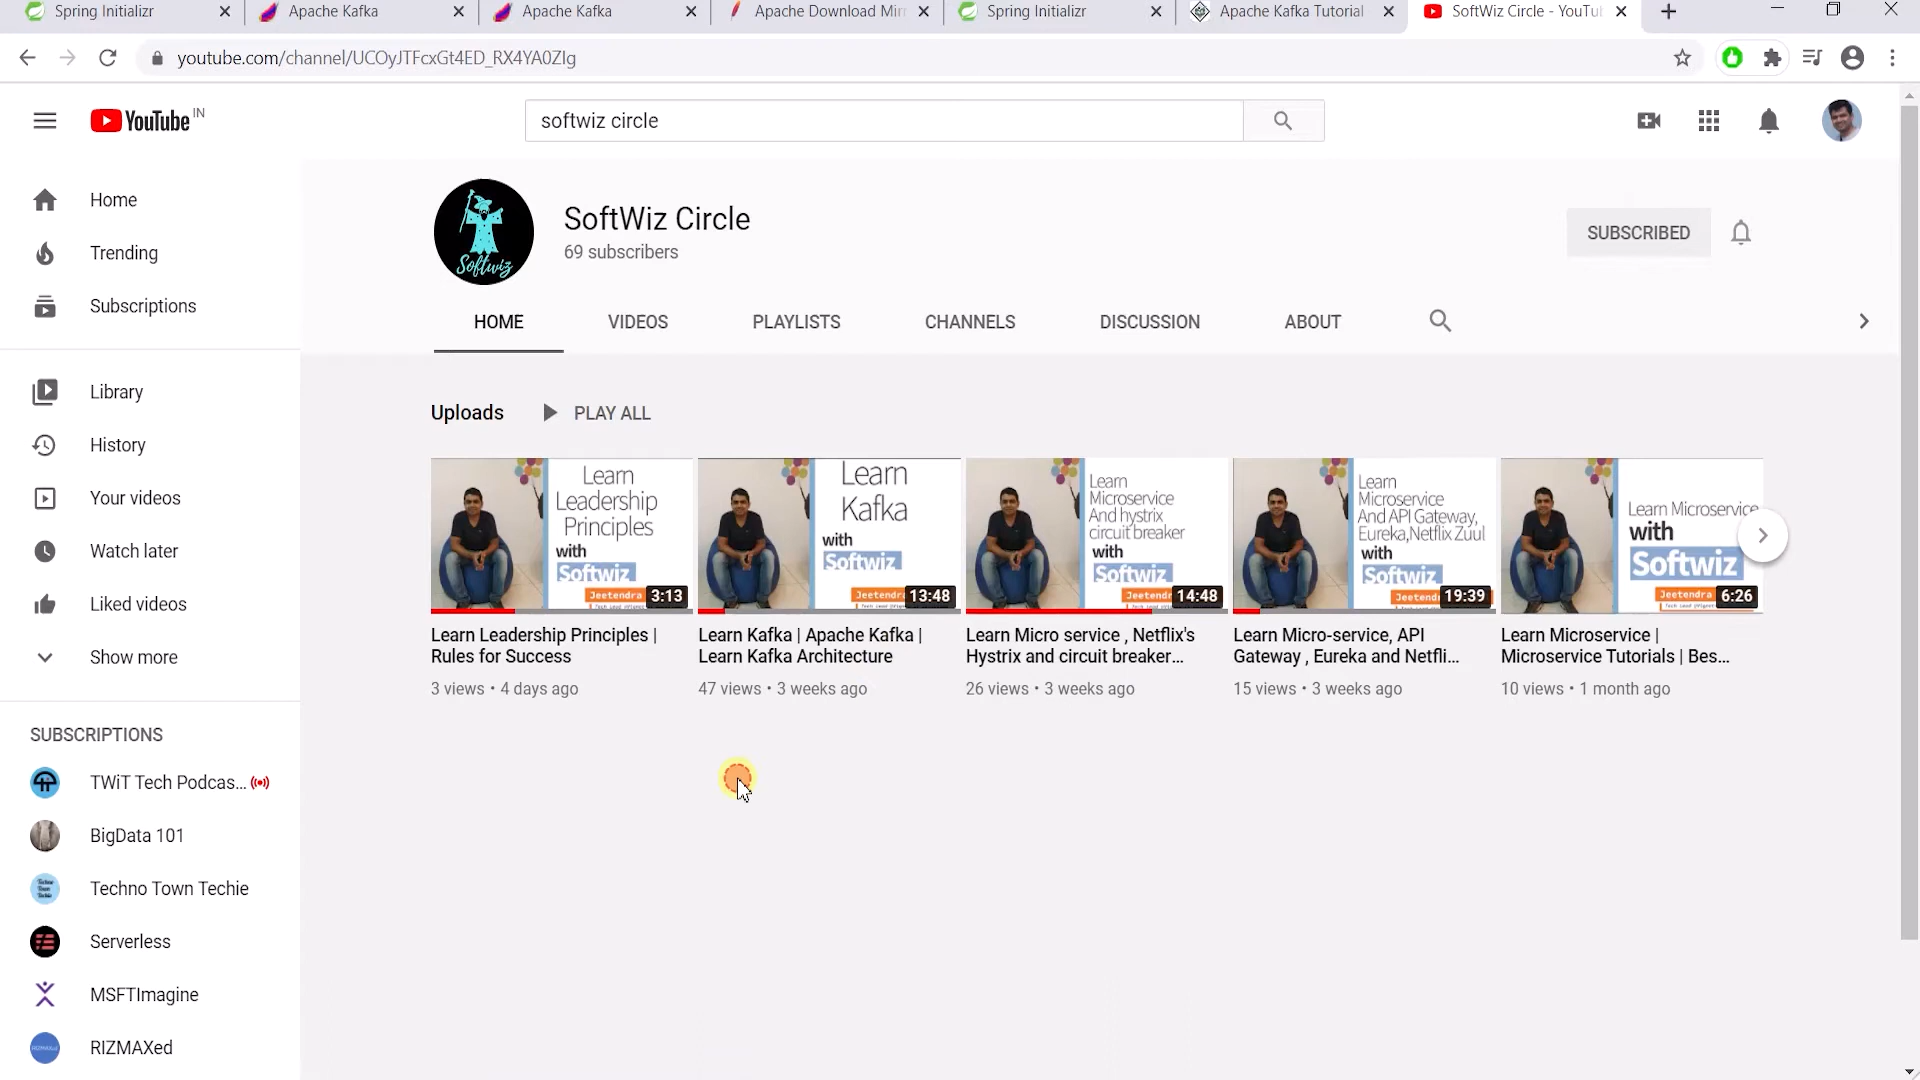 Spring Initializr
Apache Kafka
Apache Kafka
Apache Download Mirr
Spring Initializr
Apache Kafka Tutorial
SoftWiz Circle - YouTu
youtube.com/channel/UCOyJTFcxGt4ED_RX4YA0ZIg
YouTube IN
softwiz circle
Home
Trending
Subscriptions
Library
History
Your videos
Watch later
Liked videos
Show more
SUBSCRIPTIONS
TWiT Tech Podcas...
BigData 101
Techno Town Techie
Serverless
MSFTImagine
RIZMAXed
Softwiz
SoftWiz Circle
69 subscribers
SUBSCRIBED
HOME
VIDEOS
PLAYLISTS
CHANNELS
DISCUSSION
ABOUT
Uploads
PLAY ALL
Learn
Leadership
Principles
with
Softwiz
Jeetendra
3:13
Learn Leadership Principles |
Rules for Success
3 views • 4 days ago
Learn
Kafka
with
Softwiz
Jeetendra
13:48
Learn Kafka | Apache Kafka |
Learn Kafka Architecture
47 views • 3 weeks ago
Learn
Microservice
And hystrix
circuit breaker
with
Softwiz
Jeetendr
14:48
Learn Micro service , Netflix's
Hystrix and circuit breaker...
26 views • 3 weeks ago
Learn
Microservice
And API Gateway,
Eureka,Netflix Zuul
with
Softwiz
Jeetend
19:39
Learn Micro-service, API
Gateway , Eureka and Netfli...
15 views • 3 weeks ago
Learn Microservice
with
Softwiz
Jeetendra
6:26
Learn Microservice |
Microservice Tutorials | Bes...
10 views • 1 month ago